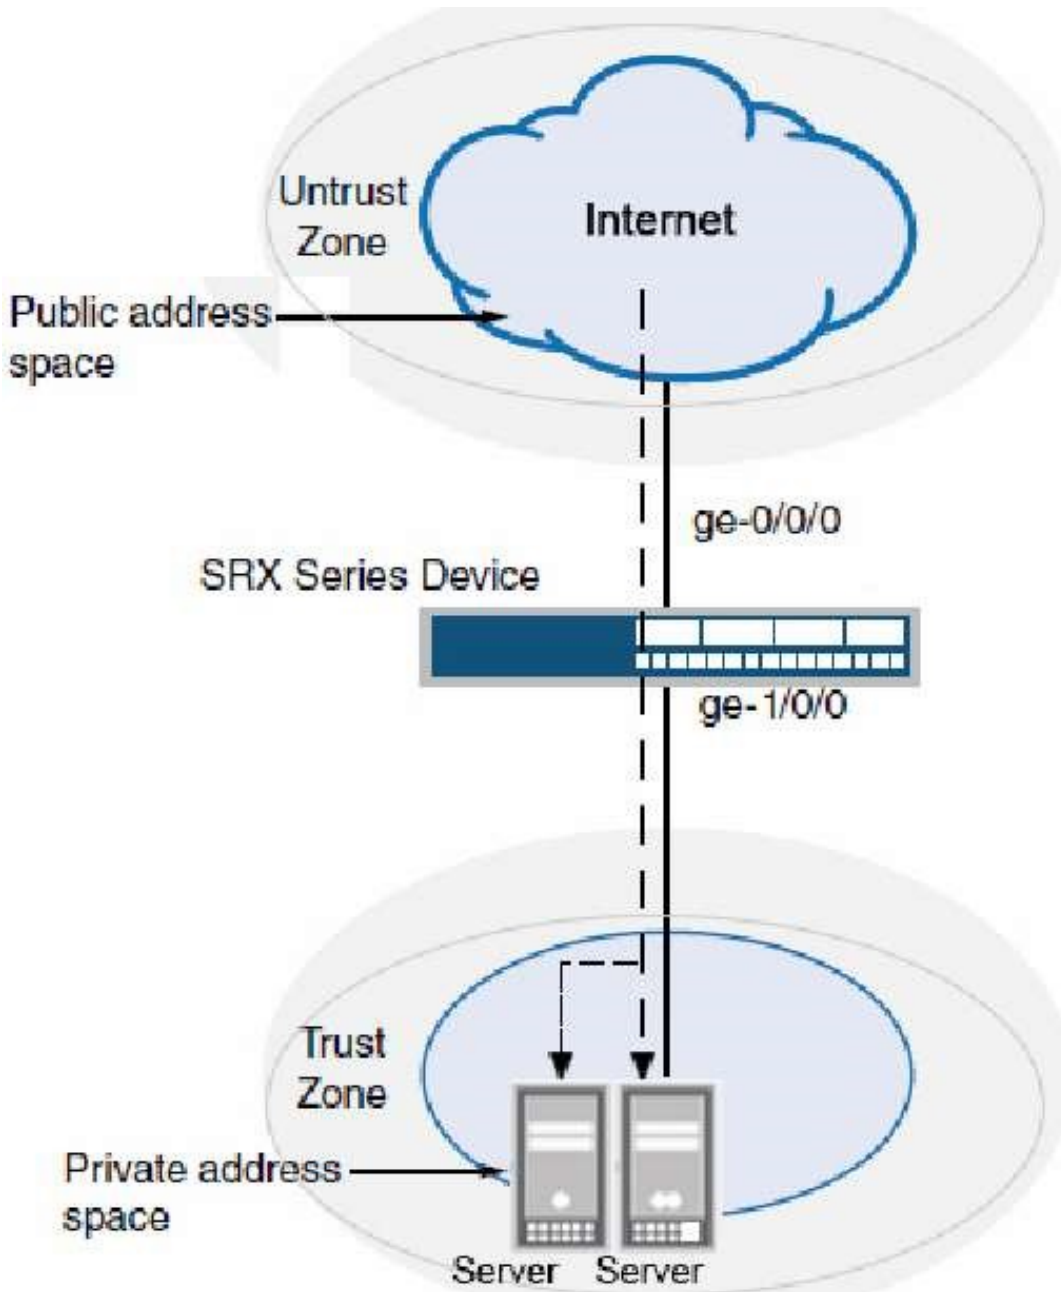 Untrust
Zone
Internet
Public address
space
ge-0/0/0
SRX Series Device
ge-1/0/0
Trust
Zone
Private address
space
Server
Server